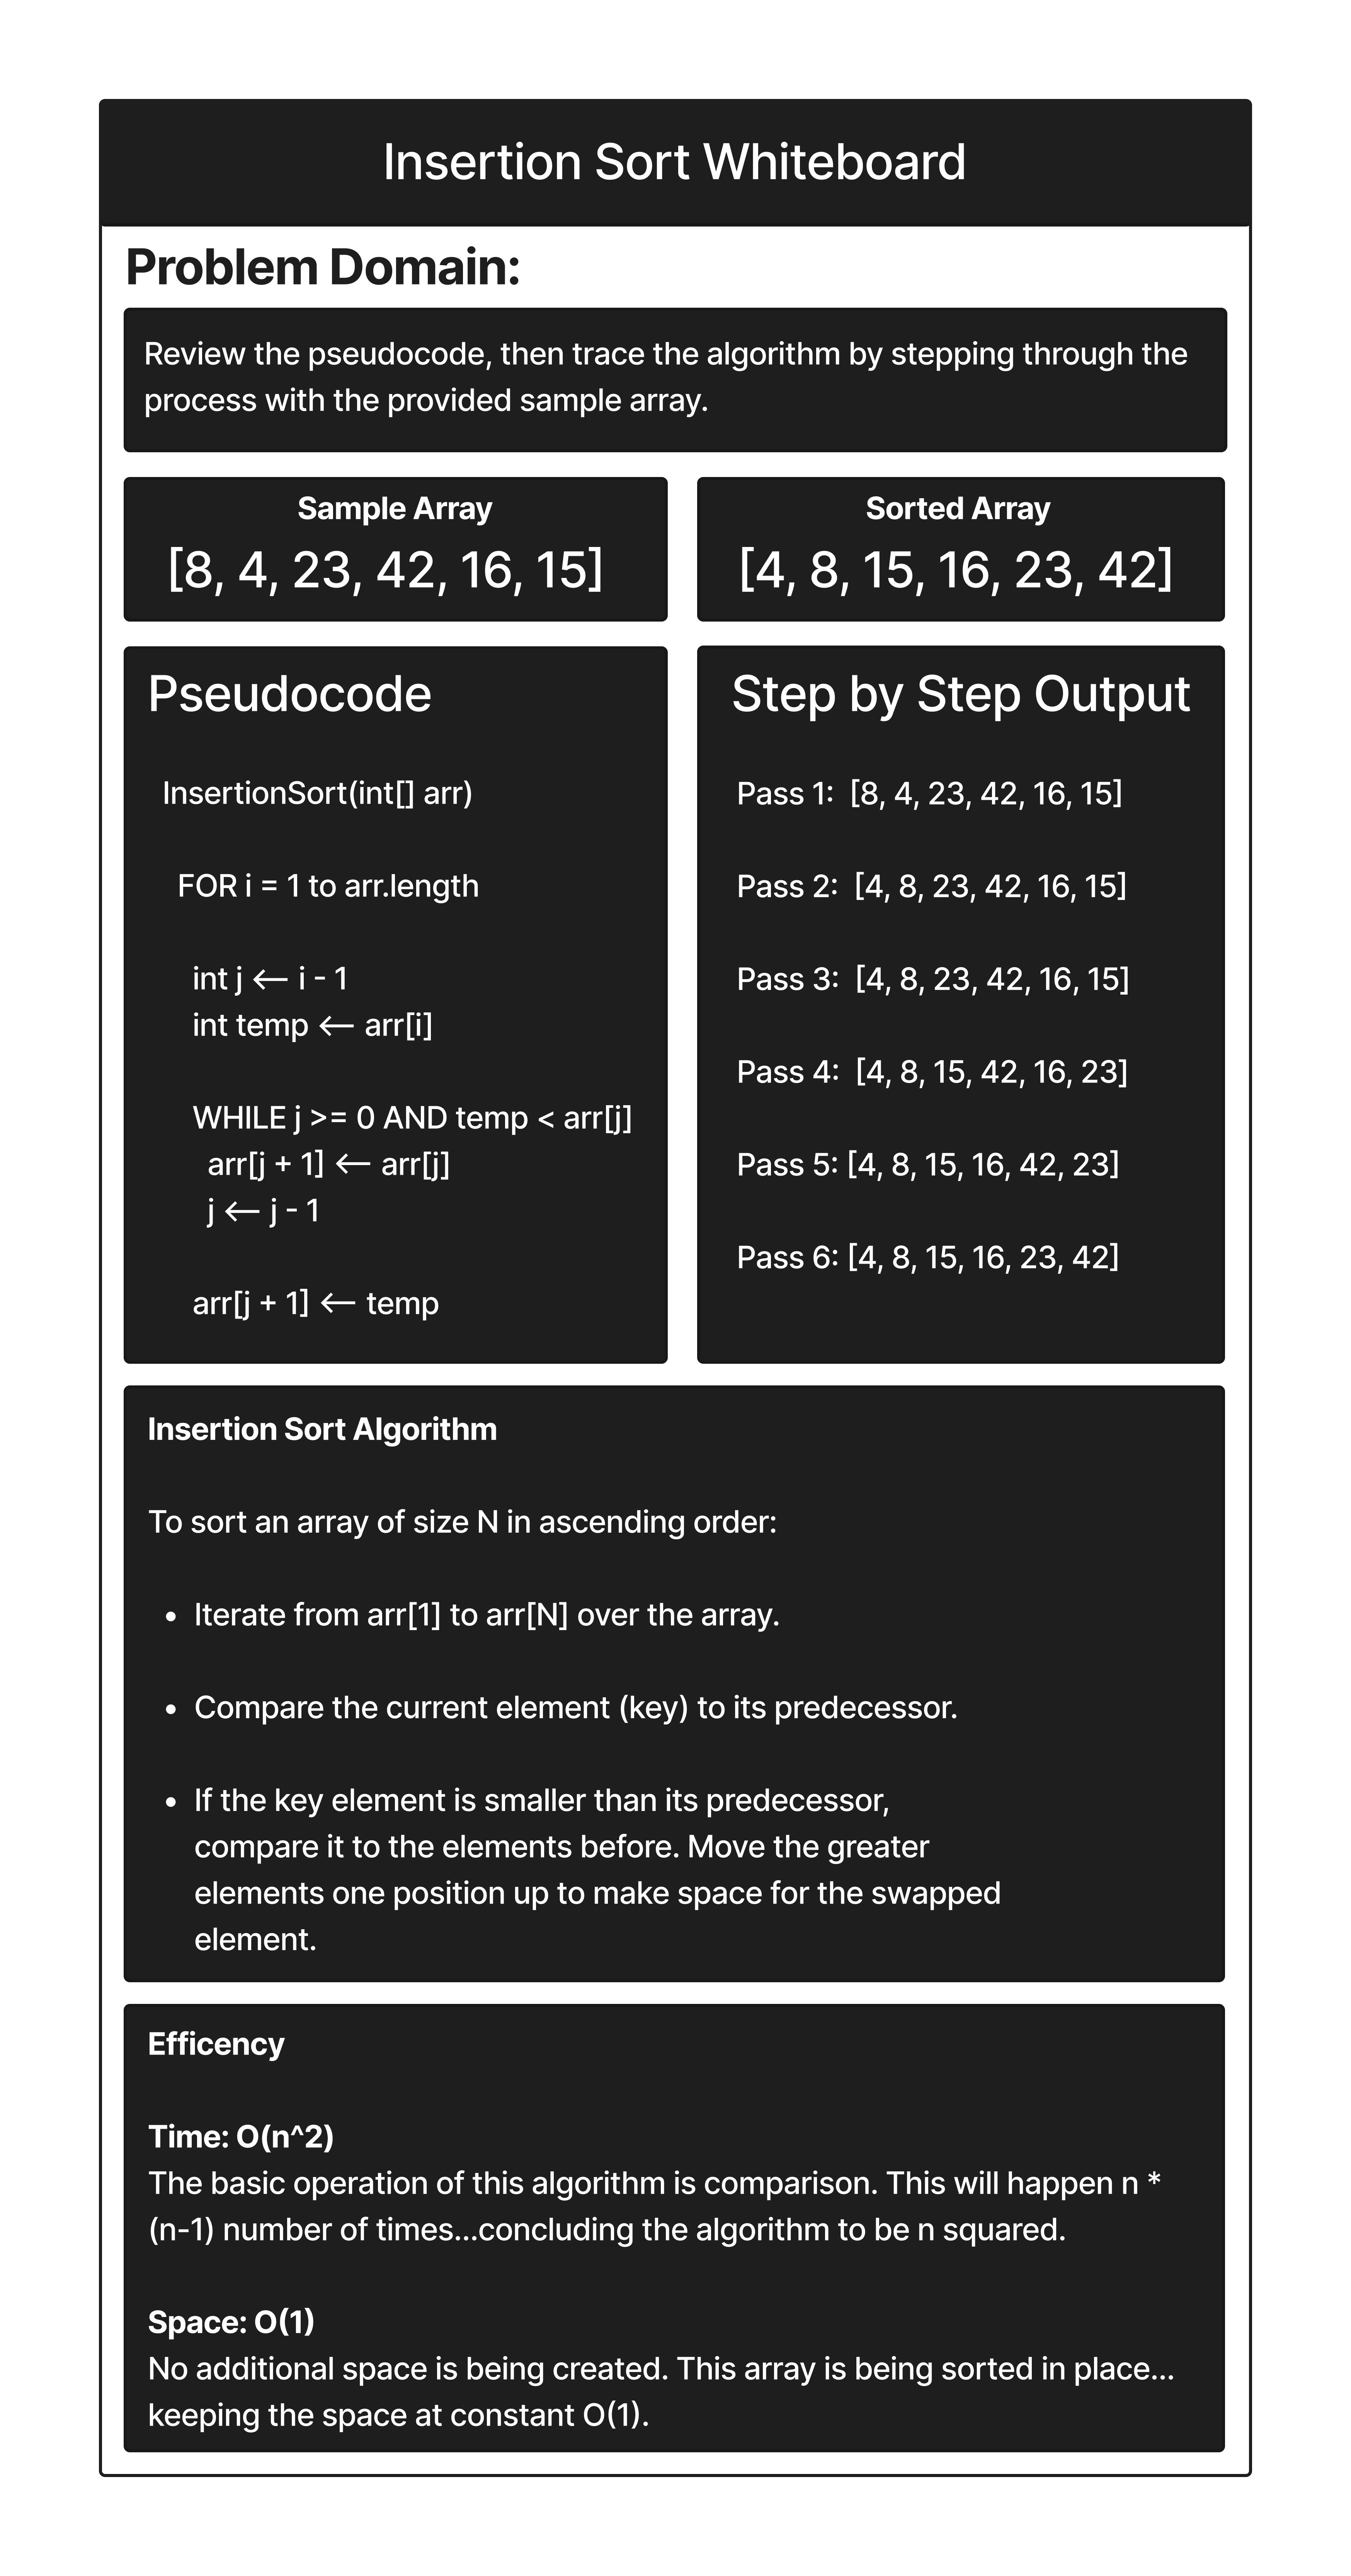 Insertion Sort Whiteboard
Problem Domain:
Review the pseudocode, then trace the algorithm by stepping through the
process with the provided sample array.
Sample Array
[8, 4, 23, 42, 16, 15]
Sorted Array
[4, 8, 15, 16, 23, 42]
Pseudocode
InsertionSort(int[] arr)
FOR i = 1 to arr.length
int j ⟵ i - 1
int temp ⟵ arr[i]
WHILE j >= 0 AND temp < arr[j]
arr[j + 1] ⟵ arr[j]
j ⟵ j - 1
arr[j + 1] ⟵ temp
Step by Step Output
Pass 1: [8, 4, 23, 42, 16, 15]
Pass 2: [4, 8, 23, 42, 16, 15]
Pass 3: [4, 8, 23, 42, 16, 15]
Pass 4: [4, 8, 15, 42, 16, 23]
Pass 5: [4, 8, 15, 16, 42, 23]
Pass 6: [4, 8, 15, 16, 23, 42]
Insertion Sort Algorithm
To sort an array of size N in ascending order:
• Iterate from arr[1] to arr[N] over the array.
• Compare the current element (key) to its predecessor.
• If the key element is smaller than its predecessor,
compare it to the elements before. Move the greater
elements one position up to make space for the swapped
element.
Efficency
Time: O(n^2)
The basic operation of this algorithm is comparison. This will happen n *
(n-1) number of times...concluding the algorithm to be n squared.
Space: O(1)
No additional space is being created. This array is being sorted in place...
keeping the space at constant O(1).